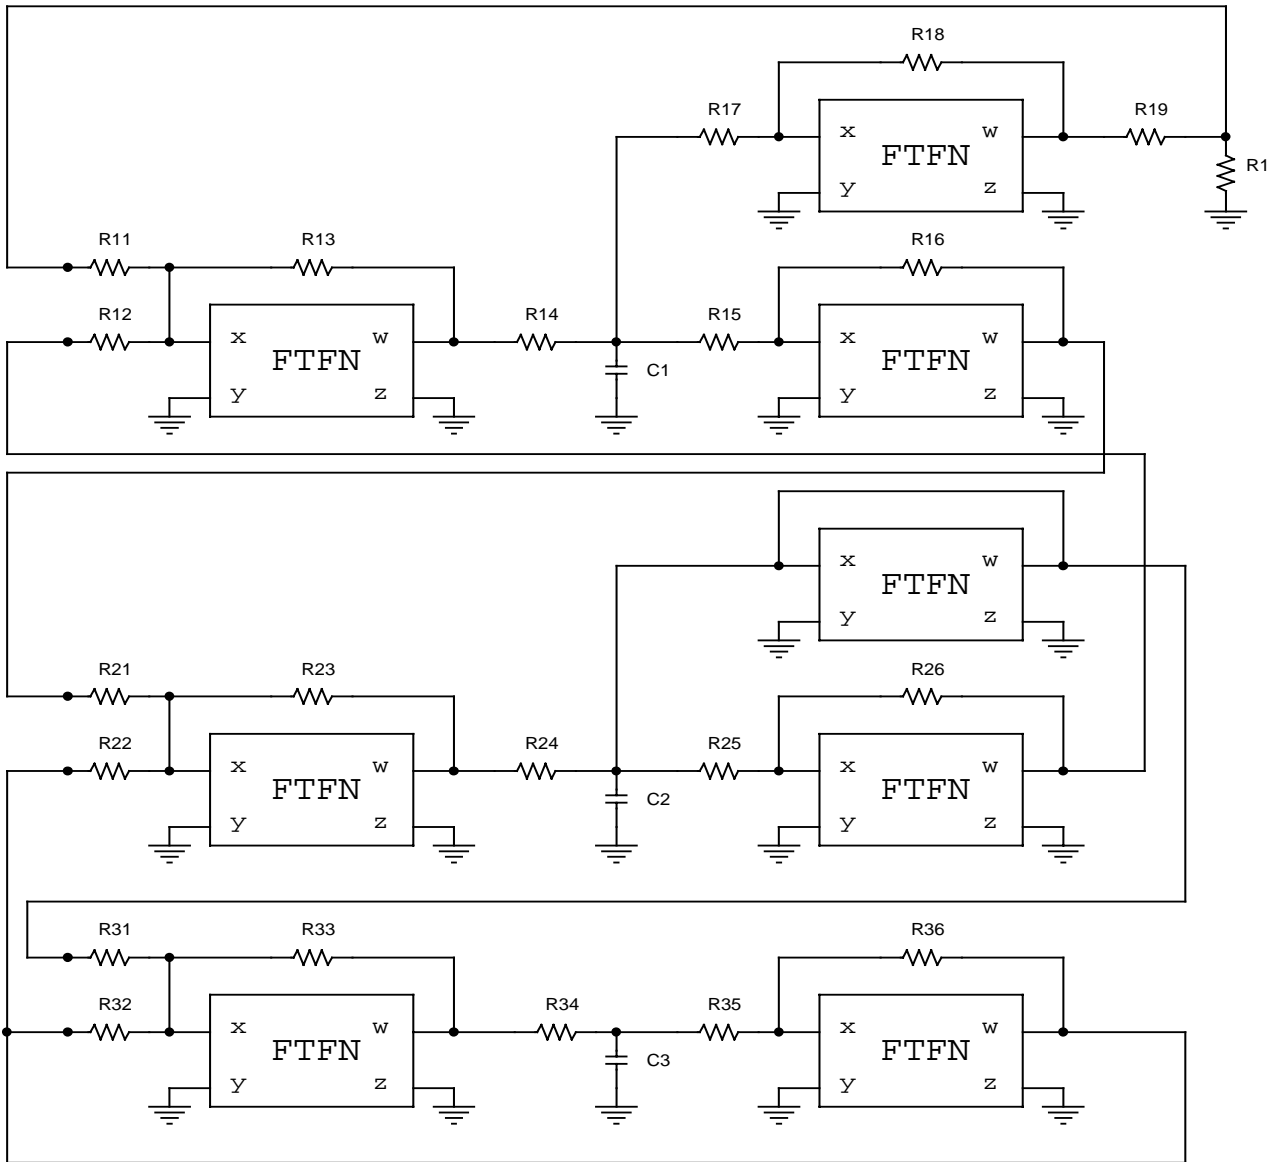 R18
R17
x w
FTFN
y z
R19
R1
R11
R13
R16
R12
x w
FTFN
y z
R14
C1
R15
x w
FTFN
y z
x w
FTFN
y z
R21
R23
R26
R22
x w
FTFN
y z
R24
C2
R25
x w
FTFN
y z
R31
R33
R36
R32
x w
FTFN
y z
R34
C3
R35
x w
FTFN
y z